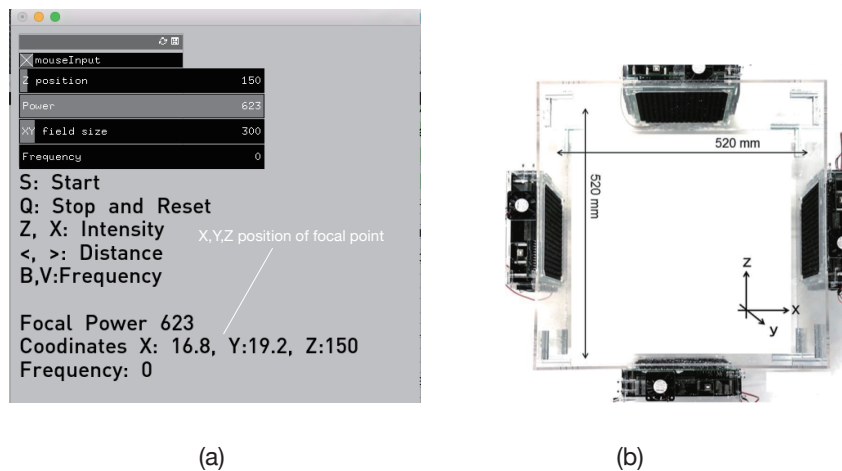 mouseInput
Z position 150
Power 623
XY field size 300
Frequency 0
S: Start
Q: Stop and Reset
Z, X: Intensity
<, >: Distance
B,V:Frequency
X,Y,Z position of focal point
Focal Power 623
Coodinates X: 16.8, Y:19.2, Z:150
Frequency: 0
(a)
520 mm
520 mm
z
x
y
(b)